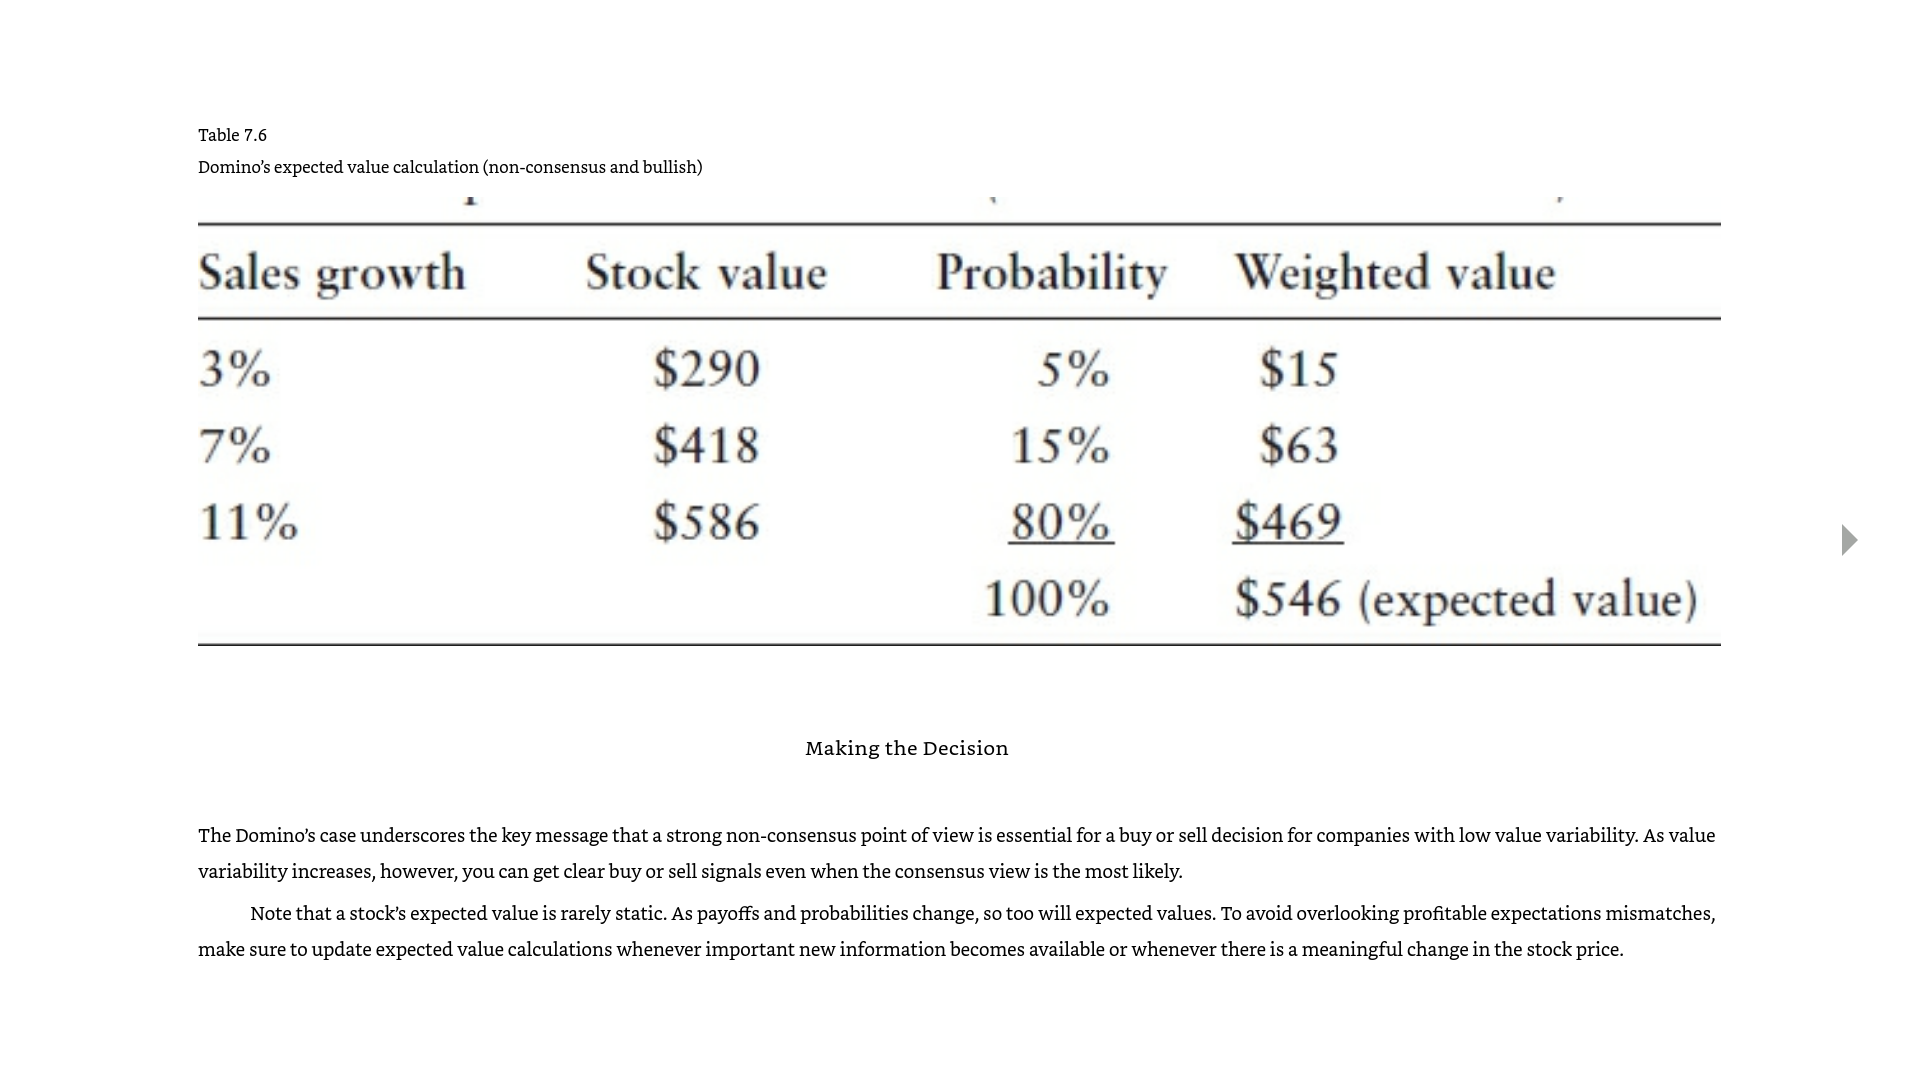 Table 7.6
Domino’s expected value calculation (non-consensus and bullish)
Sales growth Stock value Probability Weighted value
3% $290 5% $15
7% $418 15% $63
11% $586 80% $469
100% $546 (expected value)
Making the Decision
The Domino’s case underscores the key message that a strong non-consensus point of view is essential for a buy or sell decision for companies with low value variability. As value
variability increases, however, you can get clear buy or sell signals even when the consensus view is the most likely.
Note that a stock’s expected value is rarely static. As payoffs and probabilities change, so too will expected values. To avoid overlooking profitable expectations mismatches,
make sure to update expected value calculations whenever important new information becomes available or whenever there is a meaningful change in the stock price.